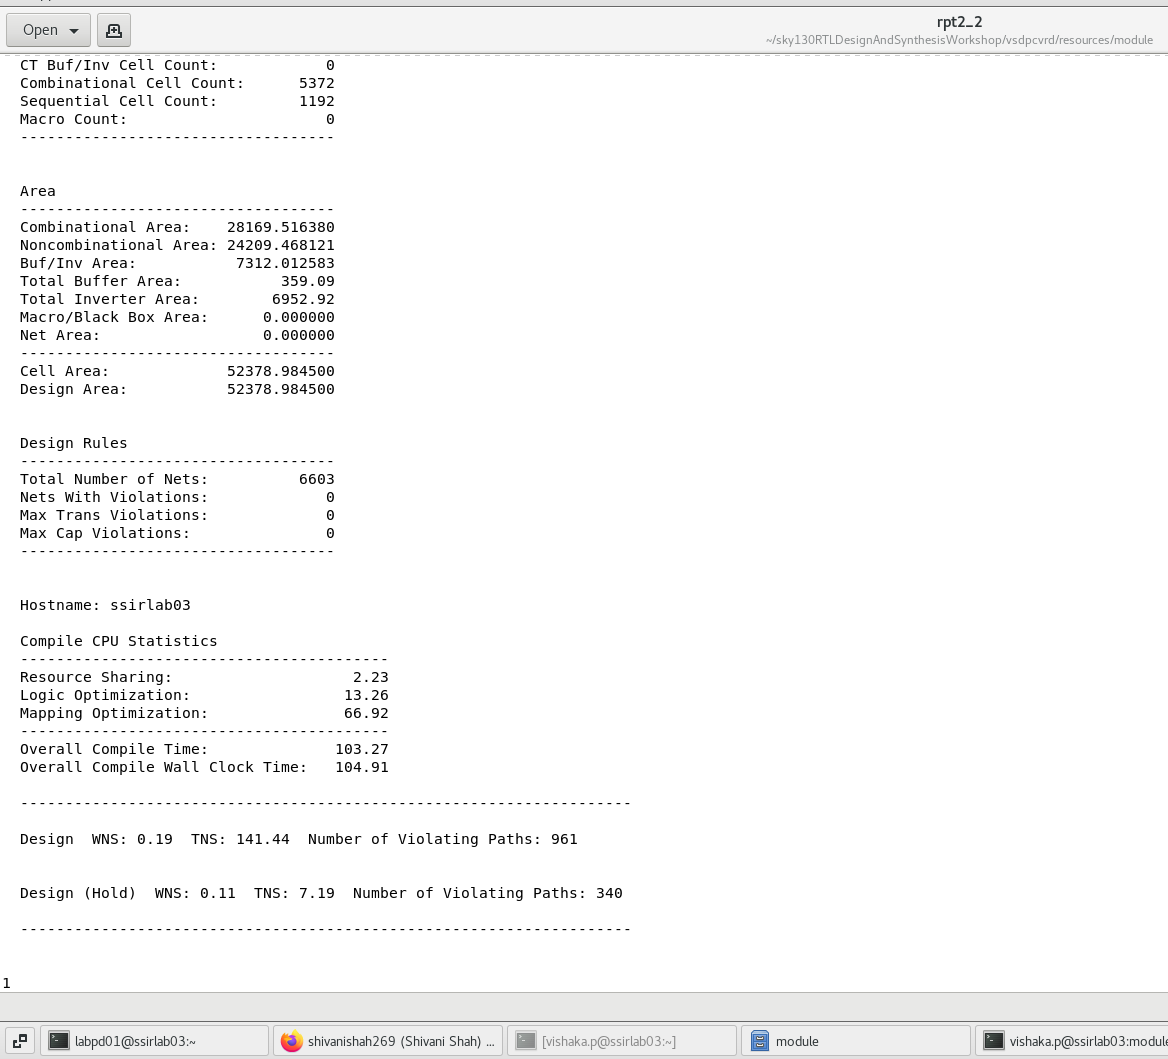 Open
rpt2_2
~/sky130RTLDesignAndSynthesisWorkshop/vsdpcvrd/resources/module
CT Buf/Inv Cell Count: 0
Combinational Cell Count: 5372
Sequential Cell Count: 1192
Macro Count: 0
-----------------------------------
Area
-----------------------------------
Combinational Area: 28169.516380
Noncombinational Area: 24209.468121
Buf/Inv Area: 7312.012583
Total Buffer Area: 359.09
Total Inverter Area: 6952.92
Macro/Black Box Area: 0.000000
Net Area: 0.000000
-----------------------------------
Cell Area: 52378.984500
Design Area: 52378.984500
Design Rules
-----------------------------------
Total Number of Nets: 6603
Nets With Violations: 0
Max Trans Violations: 0
Max Cap Violations: 0
-----------------------------------
Hostname: ssirlab03
Compile CPU Statistics
-----------------------------------------
Resource Sharing: 2.23
Logic Optimization: 13.26
Mapping Optimization: 66.92
-----------------------------------------
Overall Compile Time: 103.27
Overall Compile Wall Clock Time: 104.91
--------------------------------------------------------------------
Design WNS: 0.19 TNS: 141.44 Number of Violating Paths: 961
Design (Hold) WNS: 0.11 TNS: 7.19 Number of Violating Paths: 340
--------------------------------------------------------------------
1
labpd01@ssirlab03:~
shivanishah269 (Shivani Shah) ...
[vishaka.p@ssirlab03:~]
module
vishaka.p@ssirlab03:module